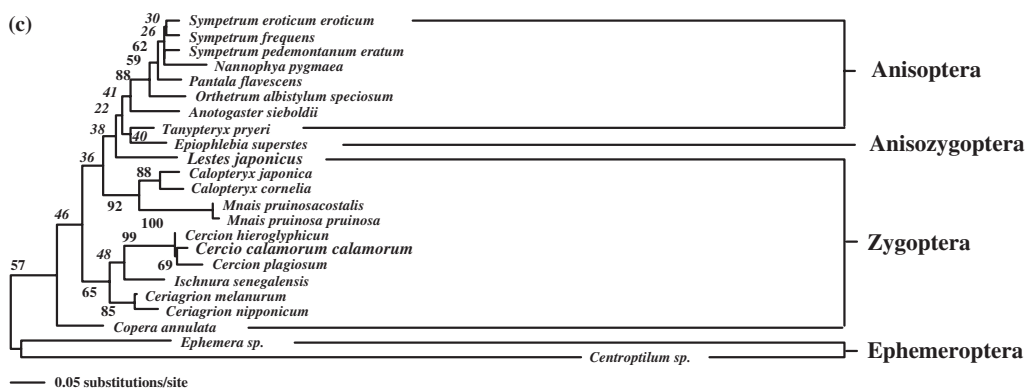 (c)
30 Sympetrum eroticum eroticum
26 Sympetrum frequens
62 Sympetrum pedemontanum eratum
59 Nannophya pygmaea
Anisoptera
88 Pantala flavescens
41 Orthetrum albistylum speciosum
22 Anotogaster sieboldii
38 Tanypteryx pryeri
40 Epiophlebia superstes
Anisozygoptera
36 Lestes japonicus
88 Calopteryx japonica
Calopteryx cornelia
92 Mnais pruinosacostalis
100 Mnais pruinosa pruinosa
46 Cercion hieroglyphicun
99 Cercio calamorum calamorum
Zygoptera
48 69 Cercion plagiosum
57 Ischnura senegalensis
65 Ceriagrion melanurum
85 Ceriagrion nipponicum
Copera annulata
Ephemera sp.
Ephemeroptera
Centroptilum sp.
0.05 substitutions/site